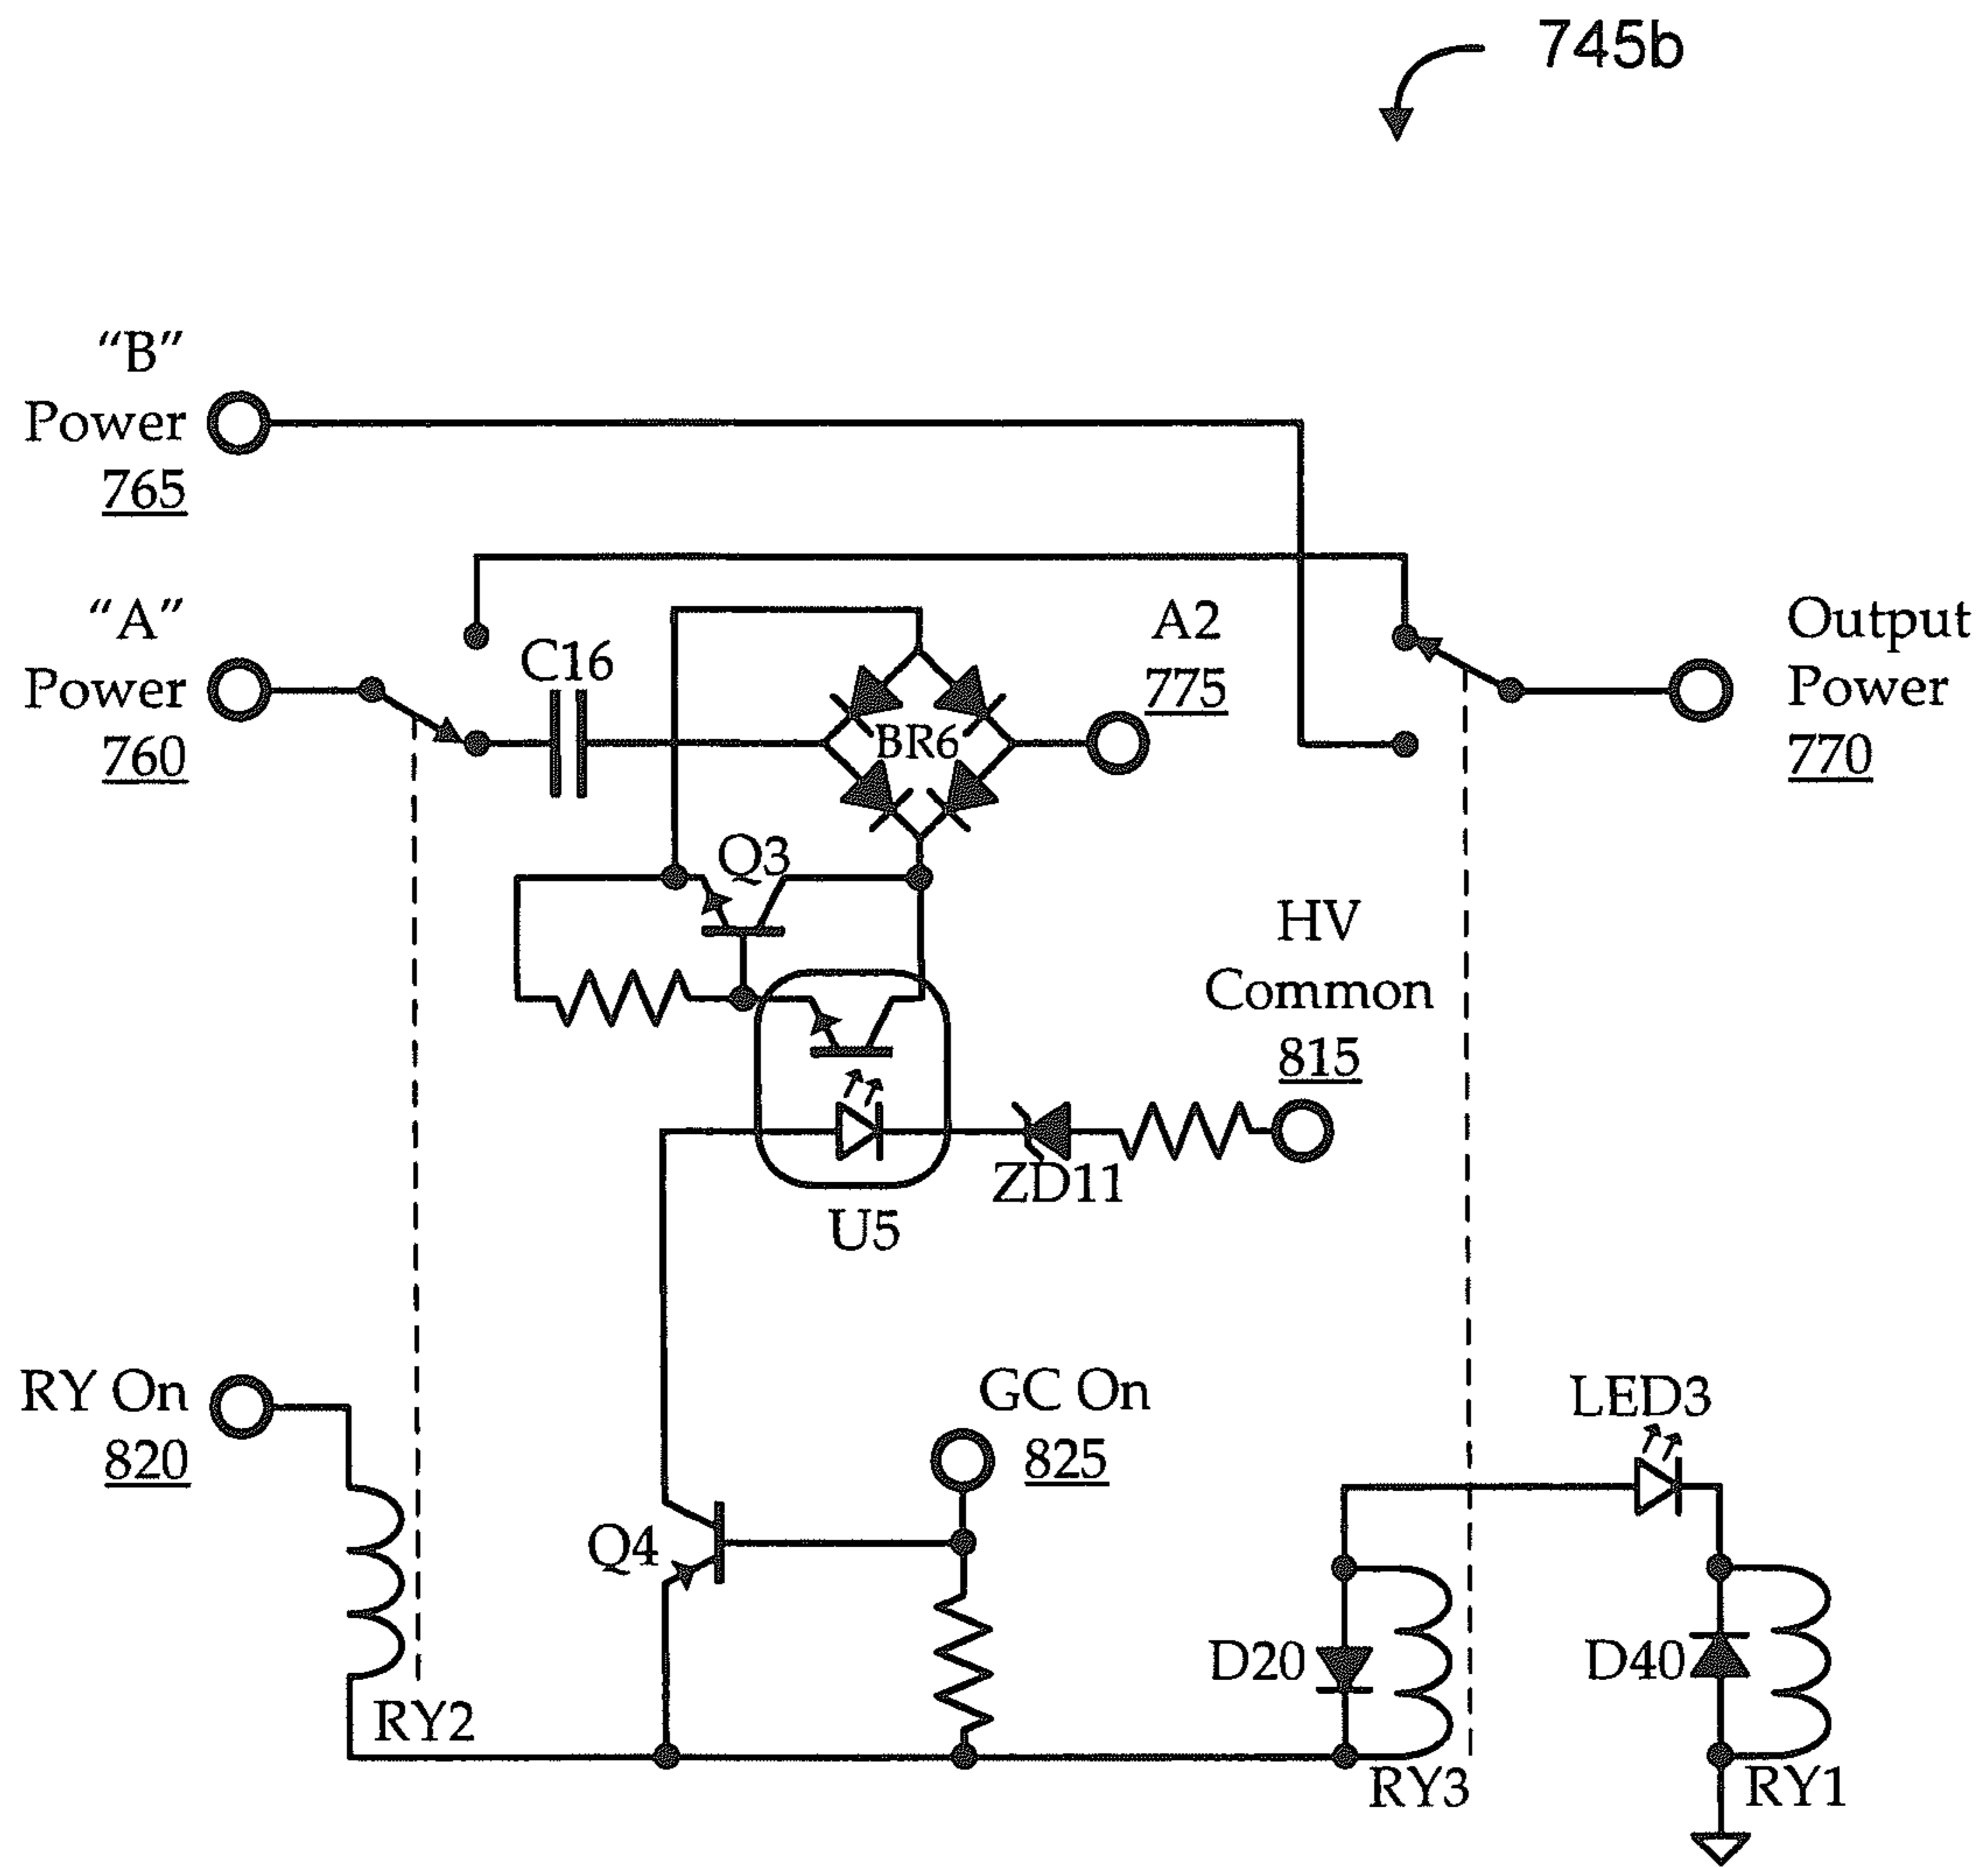 745b
“B”
Power
765
“A”
Power
760
C16
BR6
A2
775
Output
Power
770
Q3
HV
Common
815
ZD11
U5
RY On
820
GC On
825
LED3
Q4
D20
D40
RY2
RY3
RY1